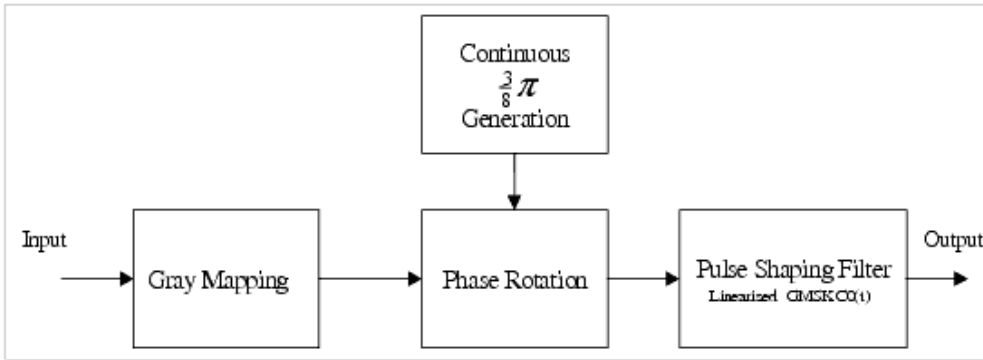 Continuous
3/8 π
Generation
Input
Gray Mapping
Phase Rotation
Pulse Shaping Filter
Linearized GMSK C0(t)
Output